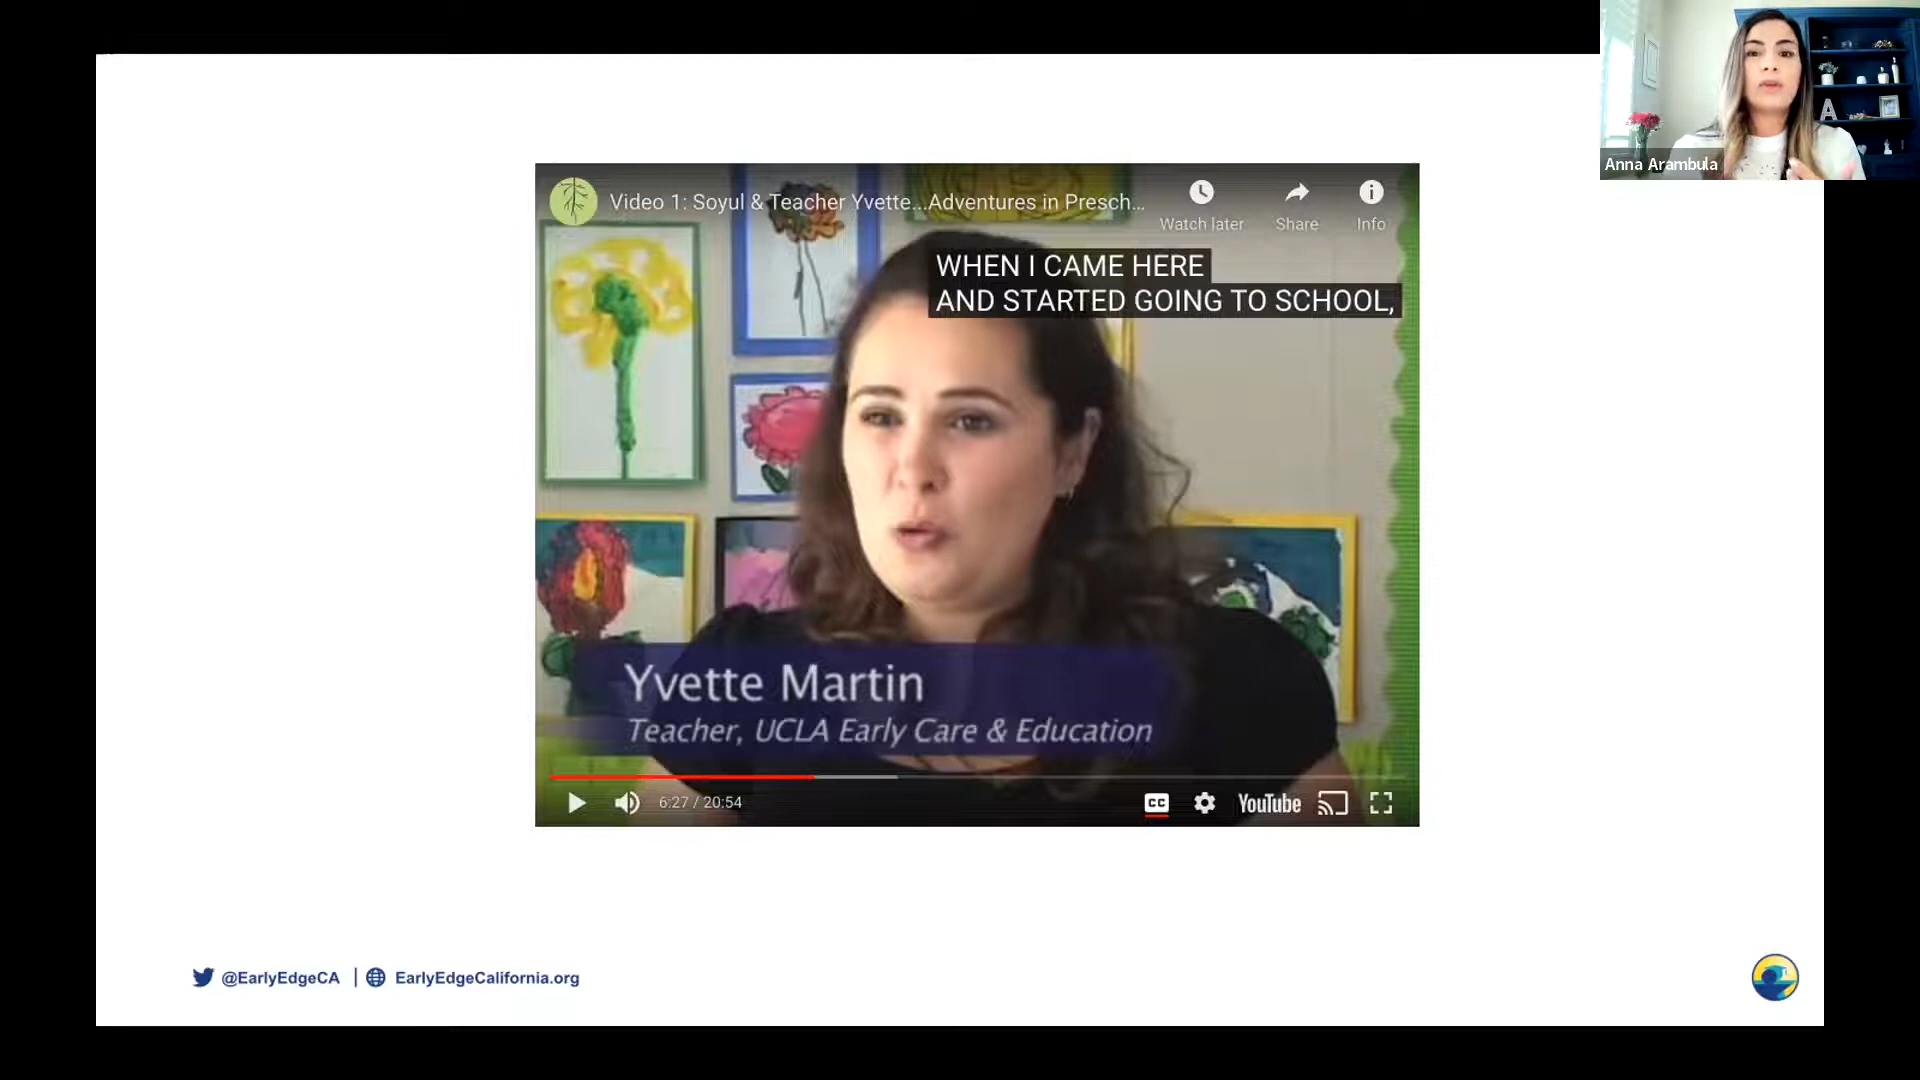 Anna Arambula
Video 1: Soyul & Teacher Yvette...Adventures in Presch...
Watch later
Share
Info
WHEN I CAME HERE
AND STARTED GOING TO SCHOOL,
Yvette Martin
Teacher, UCLA Early Care & Education
6:27 / 20:54
CC
YouTube
@EarlyEdgeCA | EarlyEdgeCalifornia.org
A